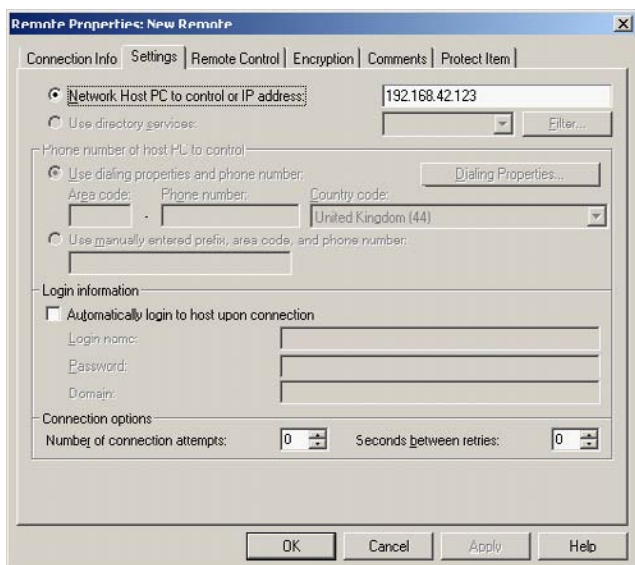 Remote Properties: New Remote
Connection Info Settings Remote Control Encryption Comments Protect Item
Network Host PC to control or IP address: 192.168.42.123
Use directory services: Filter...
Phone number of host PC to control
Use dialing properties and phone number: Dialing Properties...
Area code: Phone number: Country code:
- United Kingdom (44)
Use manually entered prefix, area code, and phone number:
Login information
Automatically login to host upon connection
Login name:
Password:
Domain:
Connection options
Number of connection attempts: 0 Seconds between retries: 0
OK Cancel Apply Help